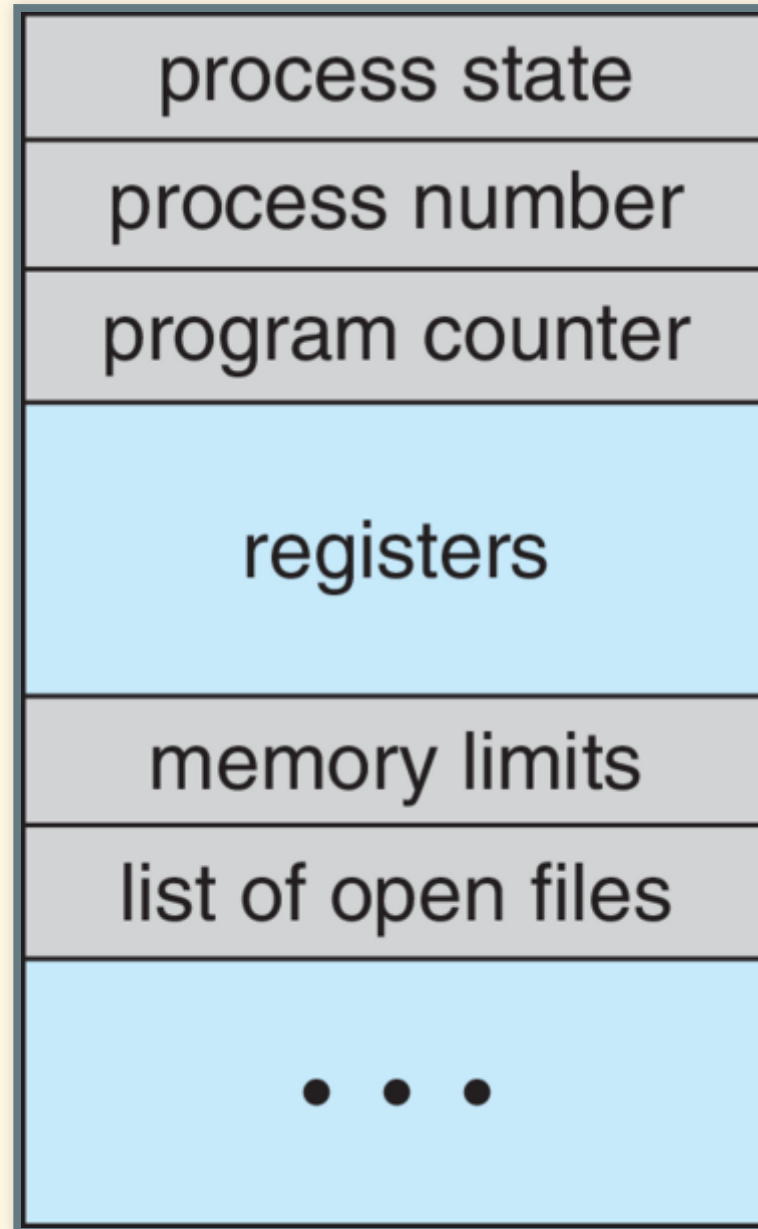 process state
process number
program counter
registers
memory limits
list of open files
• • •